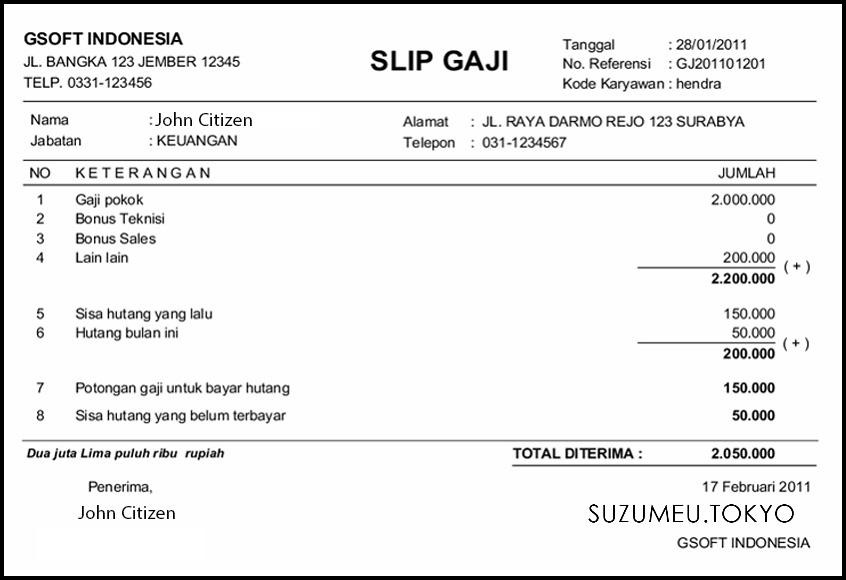 GSOFT INDONESIA
JL. BANGKA 123 JEMBER 12345
TELP. 0331-123456
SLIP GAJI
Tanggal : 28/01/2011
No. Referensi : GJ201101201
Kode Karyawan : hendra
Nama : John Citizen
Jabatan : KEUANGAN
Alamat : JL. RAYA DARMO REJO 123 SURABYA
Telepon : 031-1234567
NO KETERANGAN JUMLAH
1 Gaji pokok 2.000.000
2 Bonus Teknisi 0
3 Bonus Sales 0
4 Lain lain 200.000
(+)
2.200.000
5 Sisa hutang yang lalu 150.000
6 Hutang bulan ini 50.000
(+)
200.000
7 Potongan gaji untuk bayar hutang 150.000
8 Sisa hutang yang belum terbayar 50.000
Dua juta Lima puluh ribu rupiah TOTAL DITERIMA : 2.050.000
Penerima, 17 Februari 2011
John Citizen SUZUMEU.TOKYO
GSOFT INDONESIA